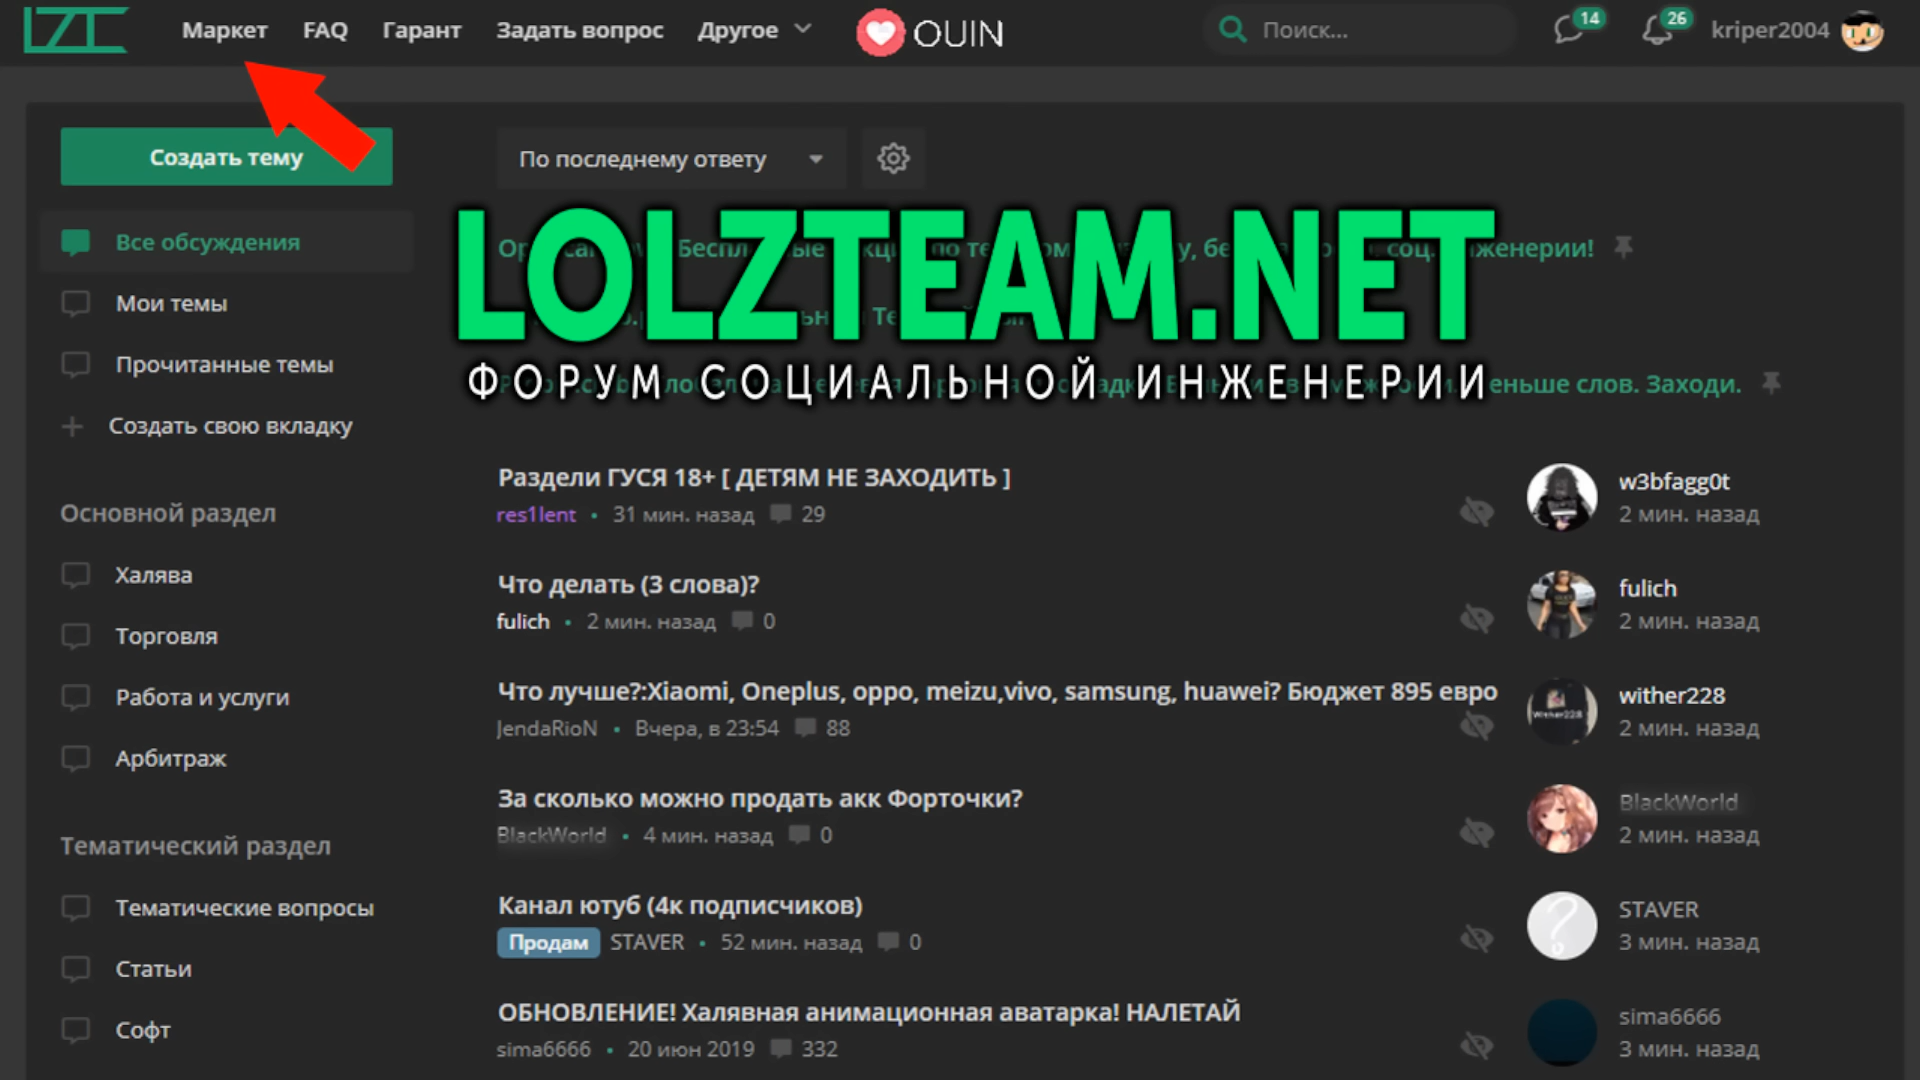 LZT
Маркет
FAQ
Гарант
Задать вопрос
Другое
OUIN
Поиск...
14
26
kriper2004
Создать тему
По последнему ответу
Все обсуждения
LOLZTEAM.NET
Мои темы
Прочитанные темы
ФОРУМ СОЦИАЛЬНОЙ ИНЖЕНЕРИИ
еньше слов. Заходи.
Создать свою вкладку
Раздели ГУСЯ 18+ [ ДЕТЯМ НЕ ЗАХОДИТЬ ]
res1lent • 31 мин. назад 29
w3bfagg0t
2 мин. назад
Основной раздел
Халява
Торговля
Работа и услуги
Арбитраж
Что делать (3 слова)?
fulich • 2 мин. назад 0
fulich
2 мин. назад
Что лучше?:Xiaomi, Oneplus, oppo, meizu,vivo, samsung, huawei? Бюджет 895 евро
JendaRioN • Вчера, в 23:54 88
wither228
2 мин. назад
За сколько можно продать акк Форточки?
BlackWorld • 4 мин. назад 0
BlackWorld
2 мин. назад
Тематический раздел
Тематические вопросы
Статьи
Софт
Канал ютуб (4к подписчиков)
Продам STAVER • 52 мин. назад 0
STAVER
3 мин. назад
ОБНОВЛЕНИЕ! Халявная анимационная аватарка! НАЛЕТАЙ
sima6666 • 20 июн 2019 332
sima6666
3 мин. назад